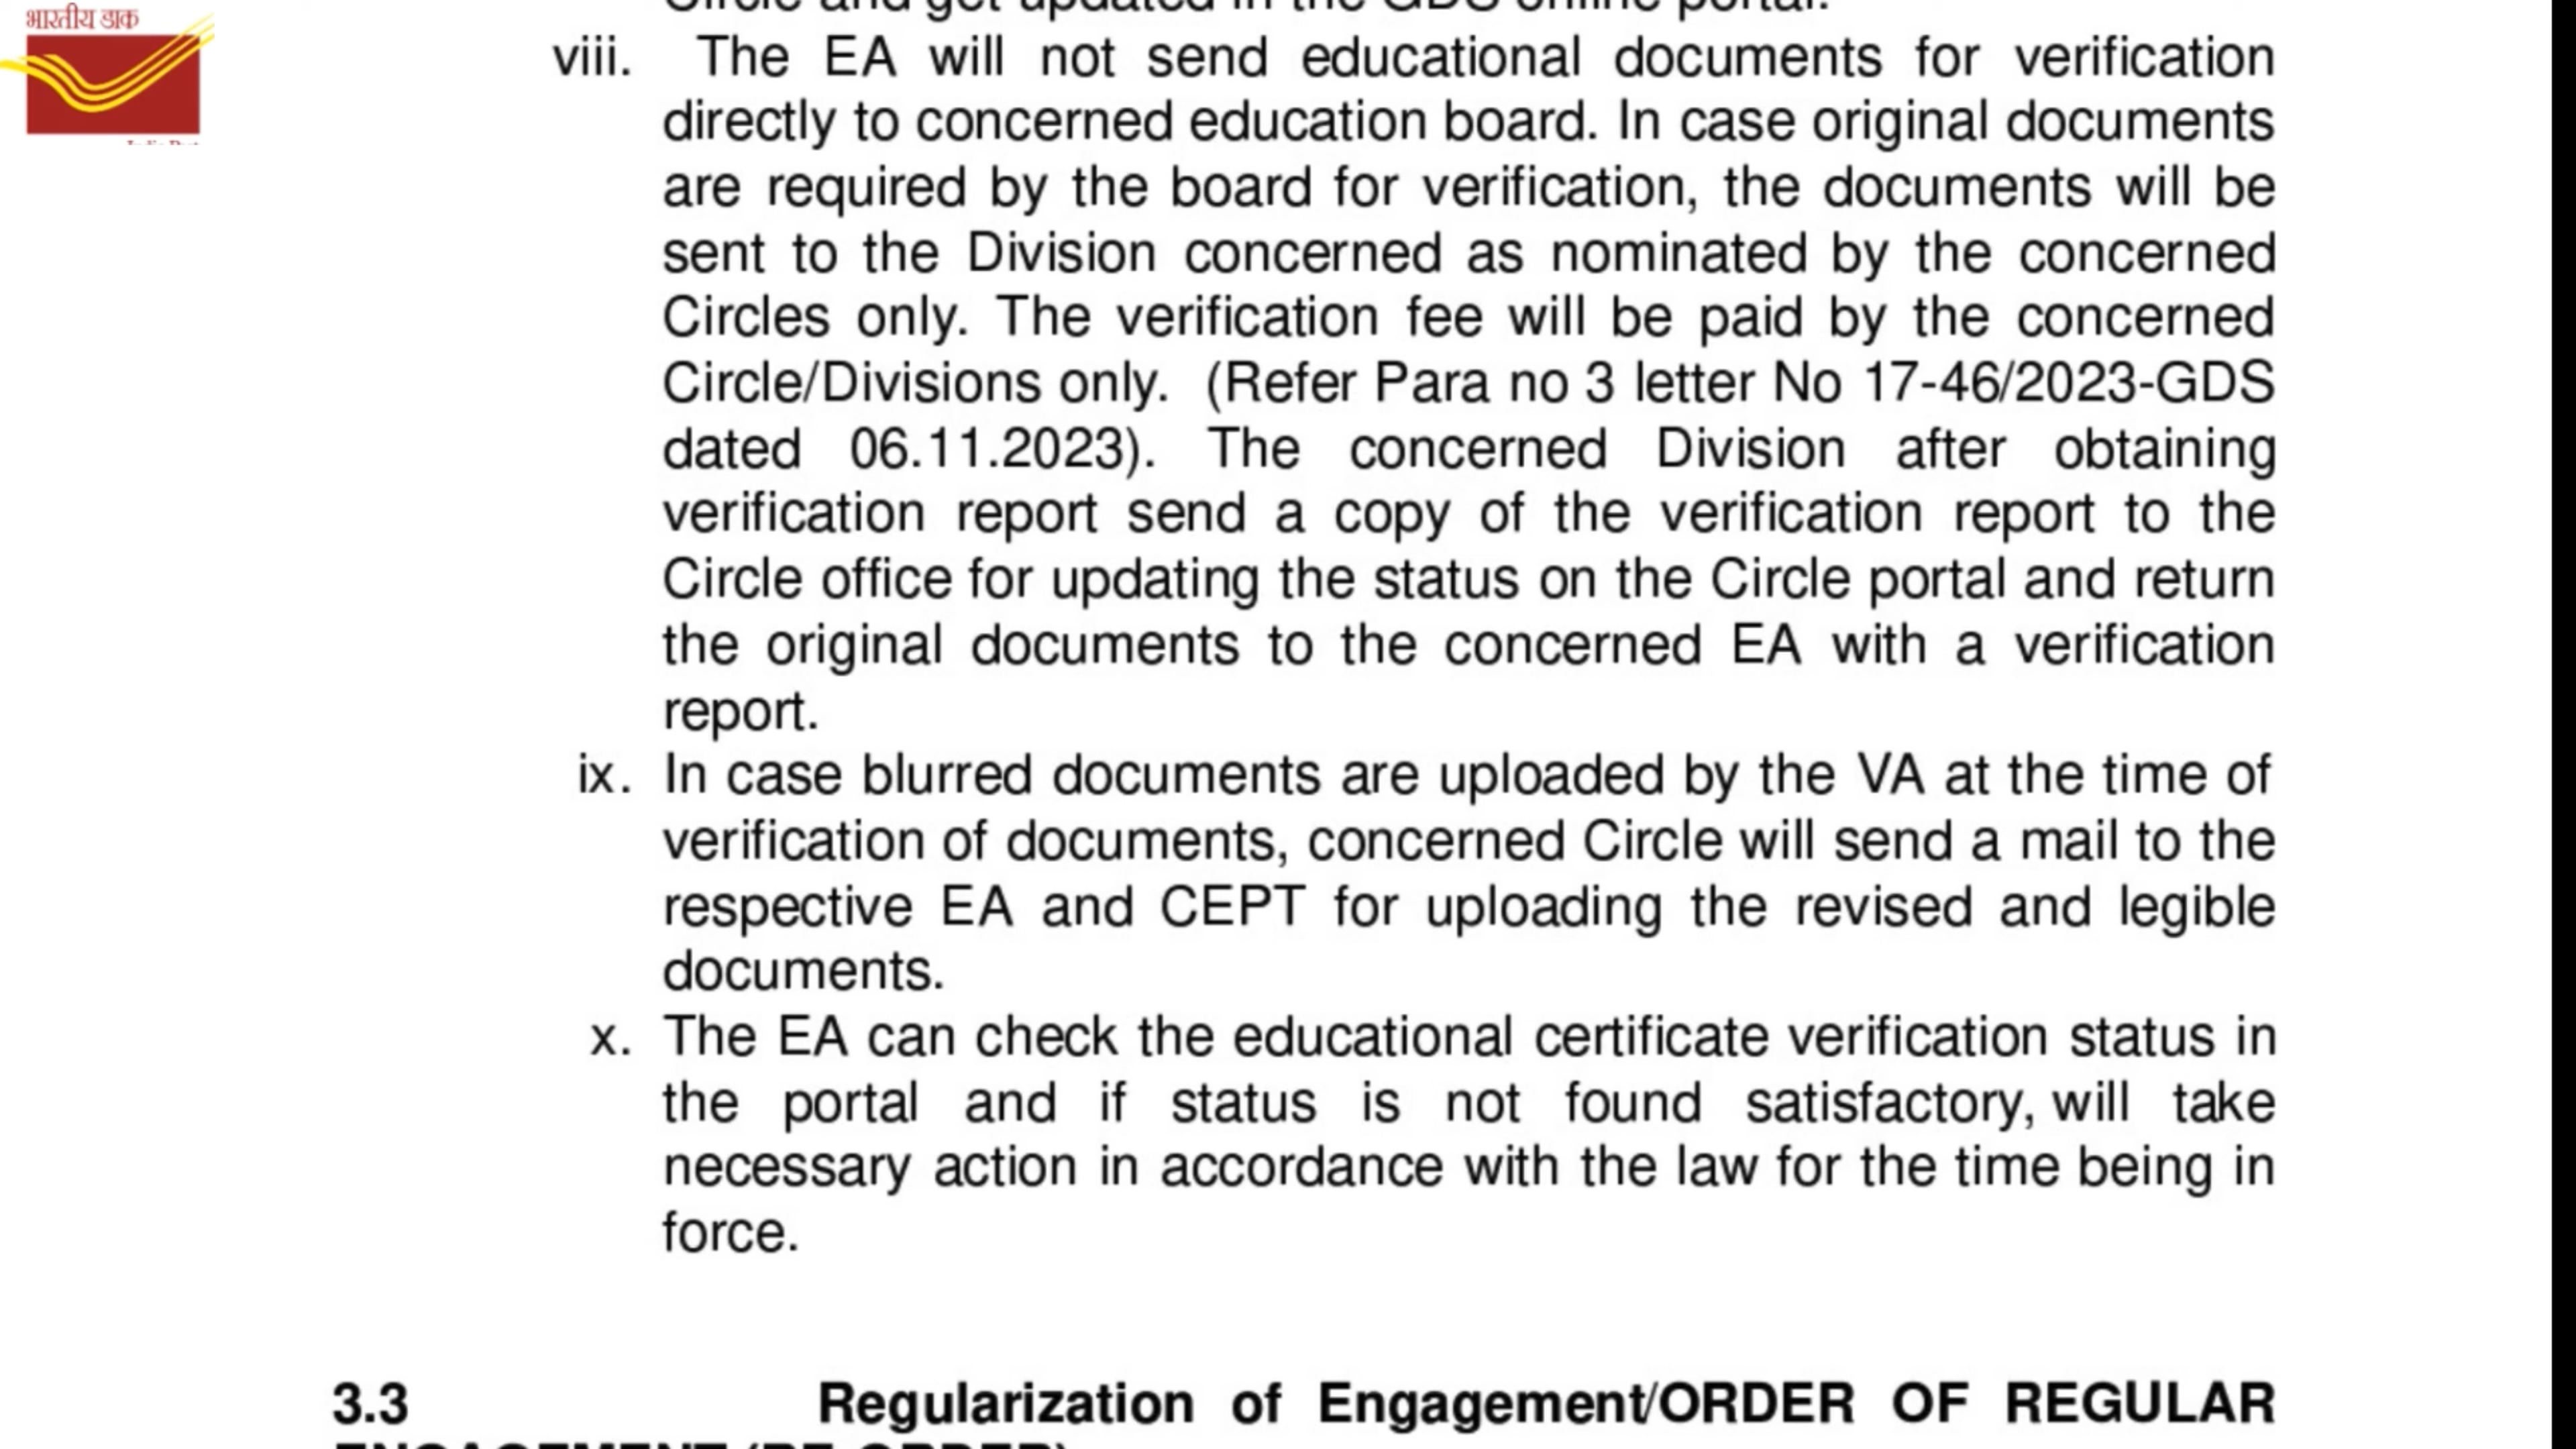 भारतीय डाक
Circle and get updated in the GDS online portal.
viii. The EA will not send educational documents for verification
directly to concerned education board. In case original documents
are required by the board for verification, the documents will be
sent to the Division concerned as nominated by the concerned
Circles only. The verification fee will be paid by the concerned
Circle/Divisions only. (Refer Para no 3 letter No 17-46/2023-GDS
dated 06.11.2023). The concerned Division after obtaining
verification report send a copy of the verification report to the
Circle office for updating the status on the Circle portal and return
the original documents to the concerned EA with a verification
report.
ix. In case blurred documents are uploaded by the VA at the time of
verification of documents, concerned Circle will send a mail to the
respective EA and CEPT for uploading the revised and legible
documents.
x. The EA can check the educational certificate verification status in
the portal and if status is not found satisfactory, will take
necessary action in accordance with the law for the time being in
force.
3.3 Regularization of Engagement/ORDER OF REGULAR